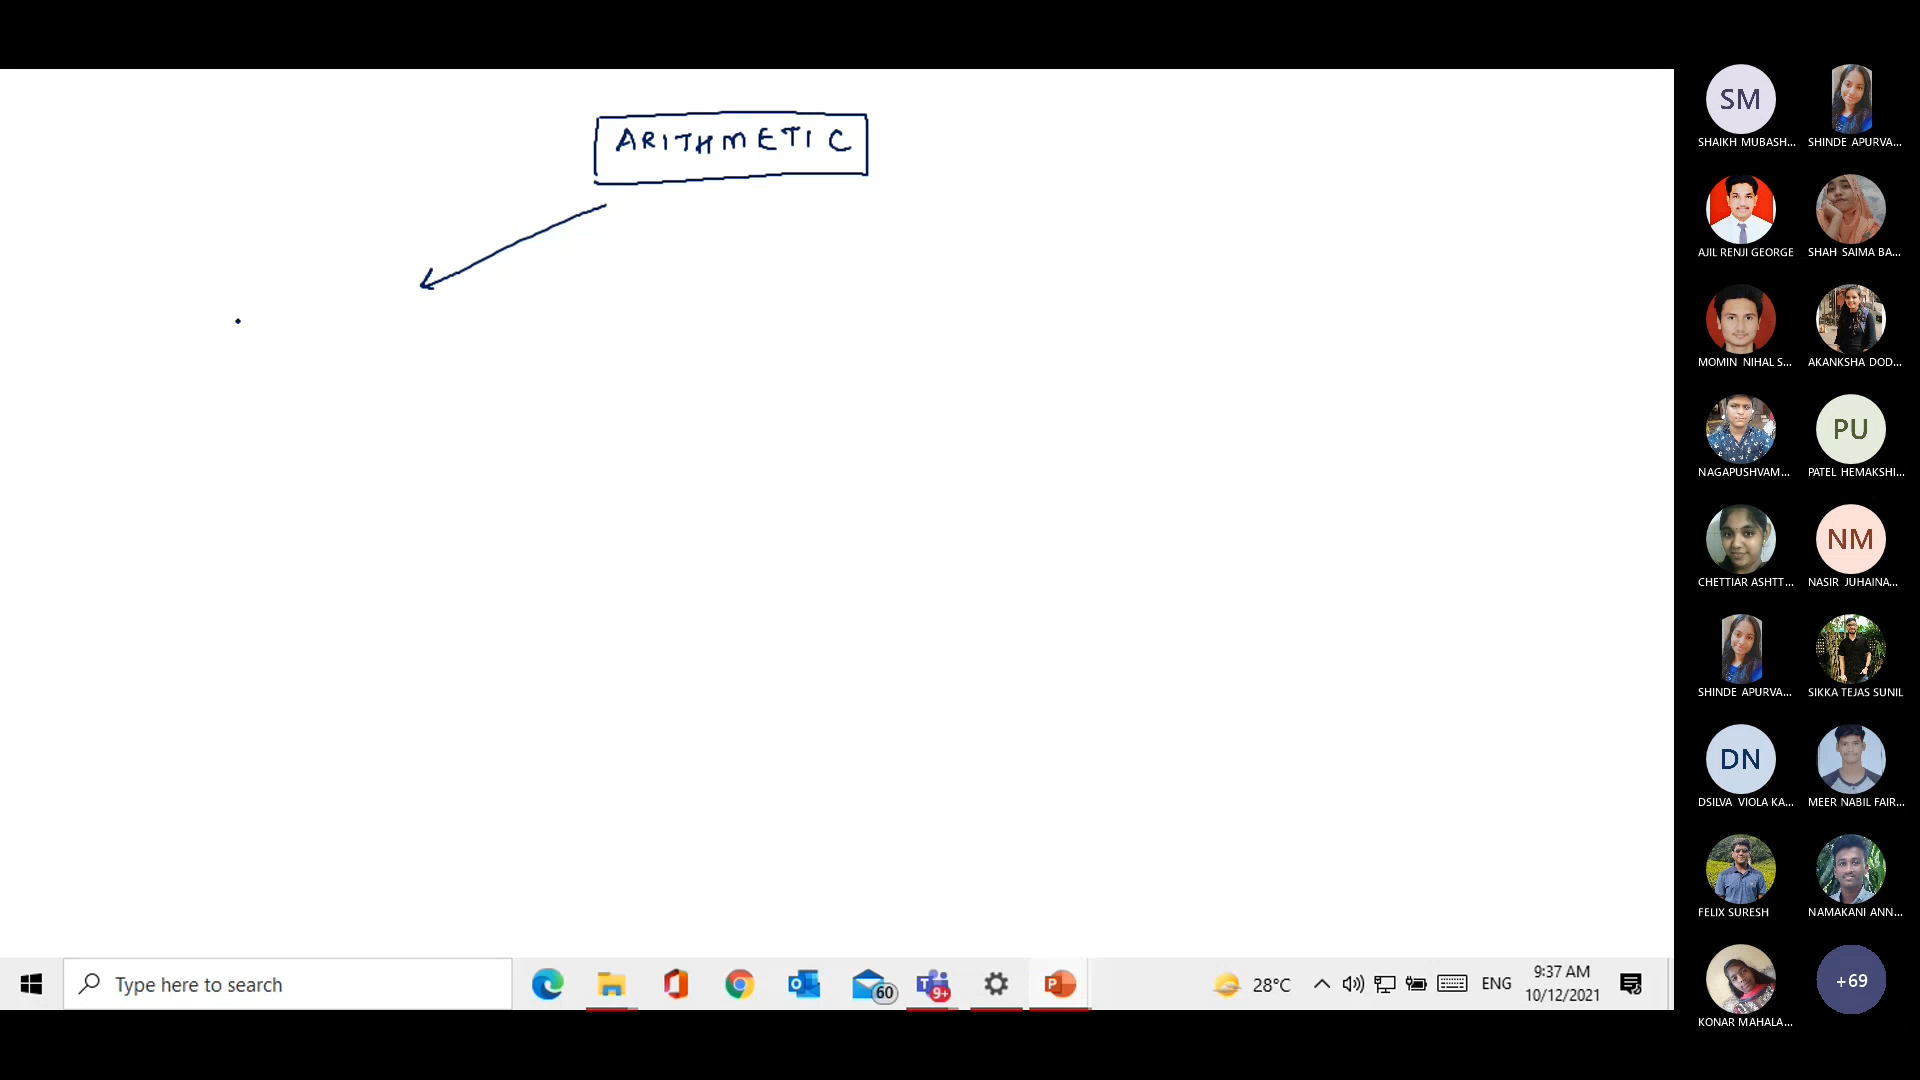 ARITHMETIC
SM
SHAIKH MUBASH...
SHINDE APURVA...
AJIL RENJI GEORGE
SHAH SAIMA BA...
MOMIN NIHAL S...
AKANKSHA DOD...
NAGAPUSHVAM...
PU
PATEL HEMAKSHI...
CHETTIAR ASHTT...
NM
NASIR JUHAINA...
SHINDE APURVA...
SIKKA TEJAS SUNIL
DN
DSILVA VIOLA KA...
MEER NABIL FAIR...
FELIX SURESH
NAMAKANI ANN...
KONAR MAHALA...
+69
Type here to search
60
9+
28°C
ENG
9:37 AM
10/12/2021